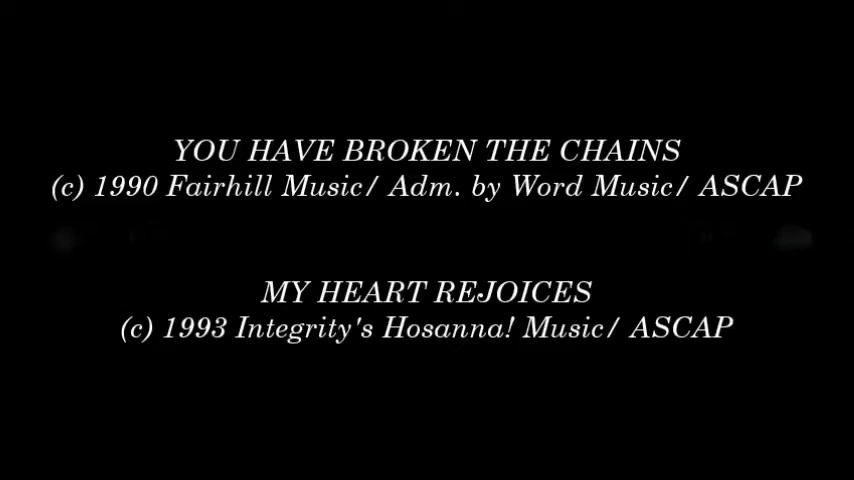 YOU HAVE BROKEN THE CHAINS
(c) 1990 Fairhill Music/ Adm. by Word Music/ ASCAP
MY HEART REJOICES
(c) 1993 Integrity's Hosanna! Music/ ASCAP